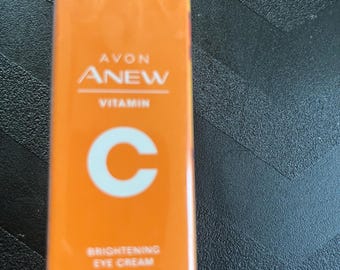 AVON
ANEW
VITAMIN
C
BRIGHTENING
EYE CREAM